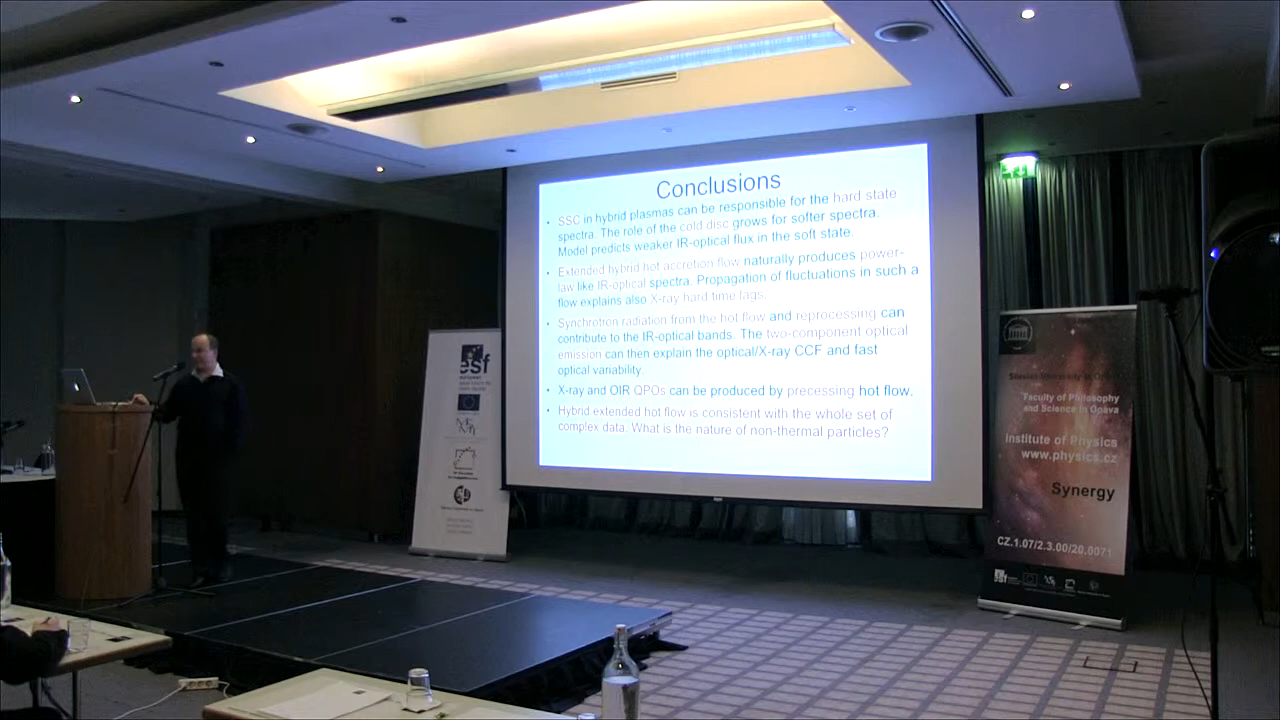 Conclusions
• SSC in hybrid plasmas can be responsible for the hard state
spectra. The role of the cold disc grows for softer spectra.
Model predicts weaker IR-optical flux in the soft state.
• Extended hybrid hot accretion flow naturally produces power-
law like IR-optical spectra. Propagation of fluctuations in such a
flow explains also X-ray hard time lags.
• Synchrotron radiation from the hot flow and reprocessing can
contribute to the IR-optical bands. The two-component optical
emission can then explain the optical/X-ray CCF and fast
optical variability.
• X-ray and OIR QPOs can be produced by precessing hot flow.
• Hybrid extended hot flow is consistent with the whole set of
complex data. What is the nature of non-thermal particles?
esf
Faculty of Philosophy
and Science in Opava
Institute of Physics
www.physics.cz
Synergy
CZ.1.07/2.3.00/20.0071